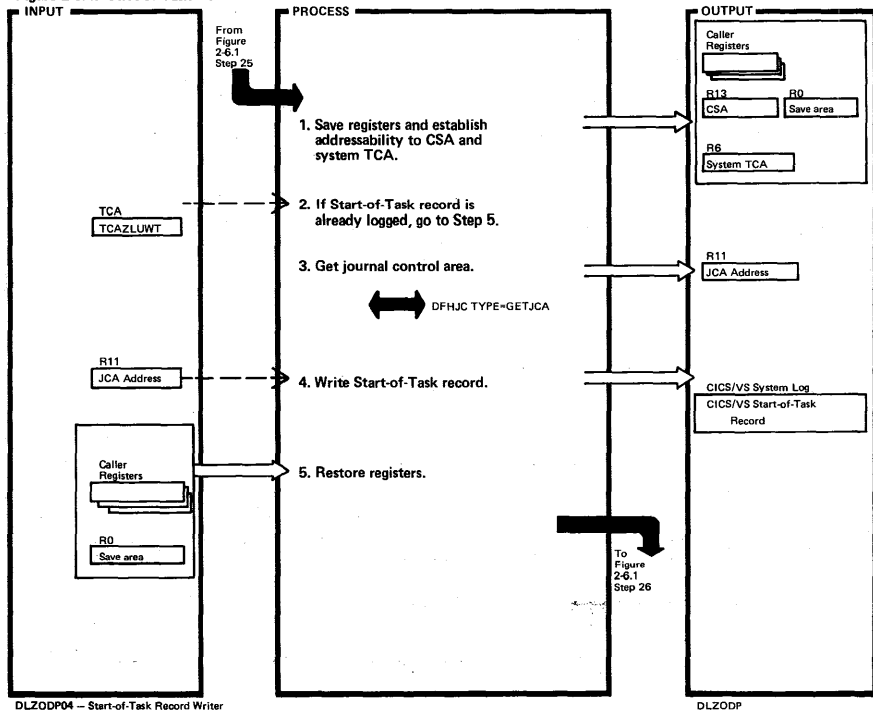 INPUT
From
Figure
2-6.1
Step 25
TCA
TCAZLUWT
R11
JCA Address
Caller
Registers
R0
Save area
PROCESS
1. Save registers and establish
addressability to CSA and
system TCA.
2. If Start-of-Task record is
already logged, go to Step 5.
3. Get journal control area.
DFHJC TYPE=GETJCA
4. Write Start-of-Task record.
5. Restore registers.
To
Figure
2-6.1
Step 26
OUTPUT
Caller
Registers
R13
CSA
R0
Save area
R6
System TCA
R11
JCA Address
CICS/VS System Log
CICS/VS Start-of-Task
Record
DLZODP04 -- Start-of-Task Record Writer
DLZODP